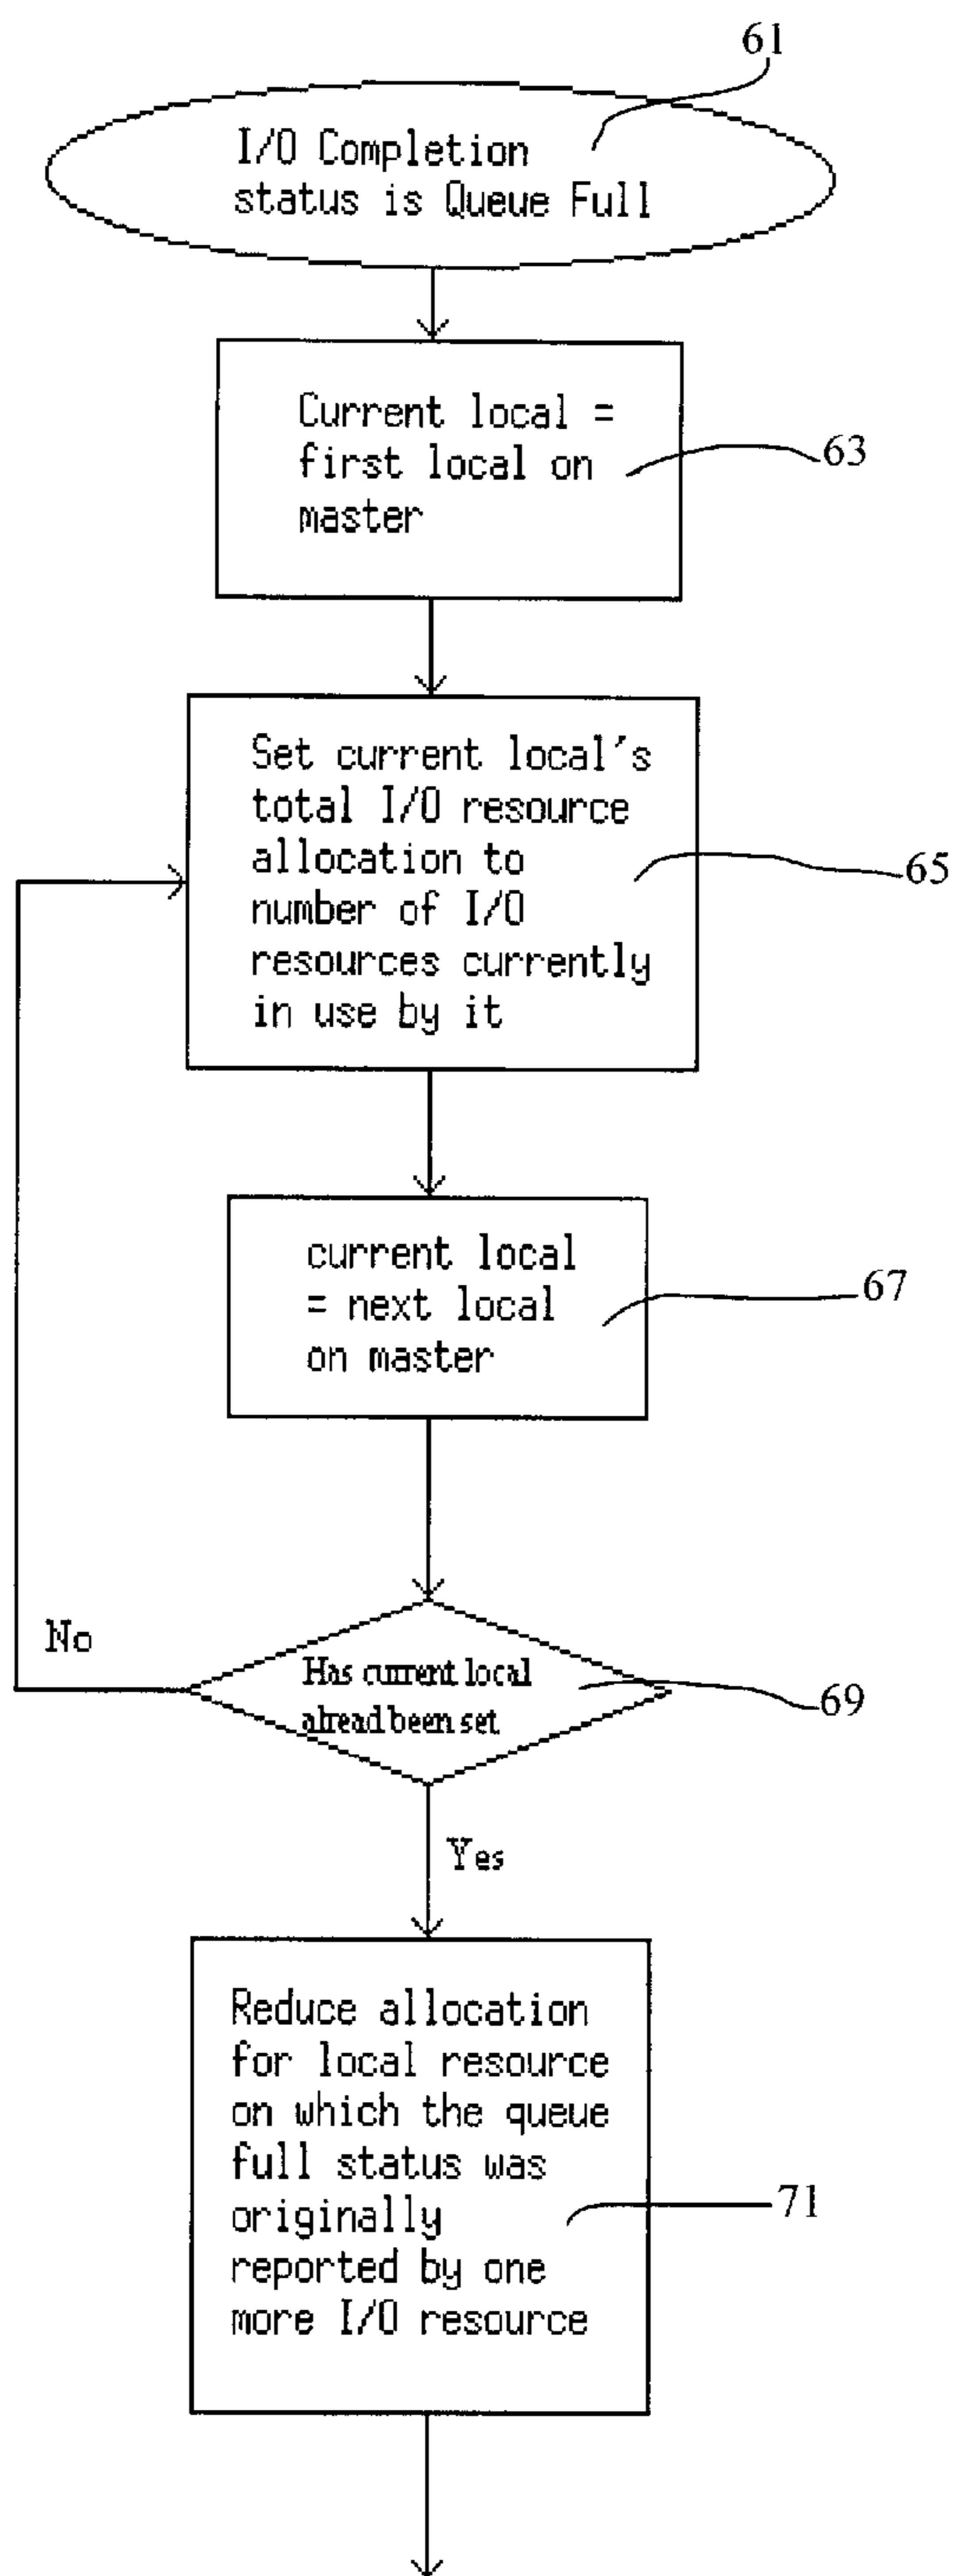 61
I/O Completion
status is Queue Full
Current local =
first local on
master
63
Set current local's
total I/O resource
allocation to
number of I/O
resources currently
in use by it
65
current local
= next local
on master
67
No
Has current local
alread been set
69
Yes
Reduce allocation
for local resource
on which the queue
full status was
originally
reported by one
more I/O resource
71